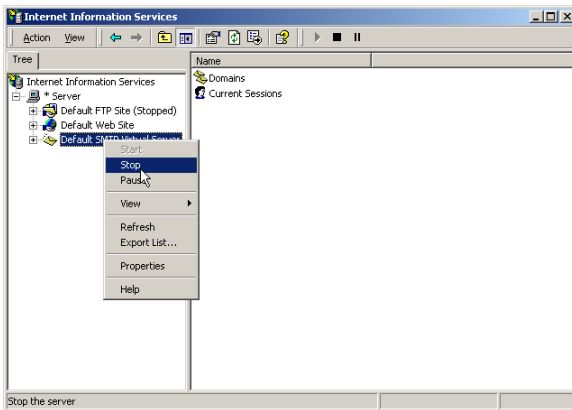 Internet Information Services
Action View
Tree
Name
Internet Information Services
* Server
Default FTP Site (Stopped)
Default Web Site
Default SMTP Virtual Server
Domains
Current Sessions
Start
Stop
Pause
View
Refresh
Export List...
Properties
Help
Stop the server